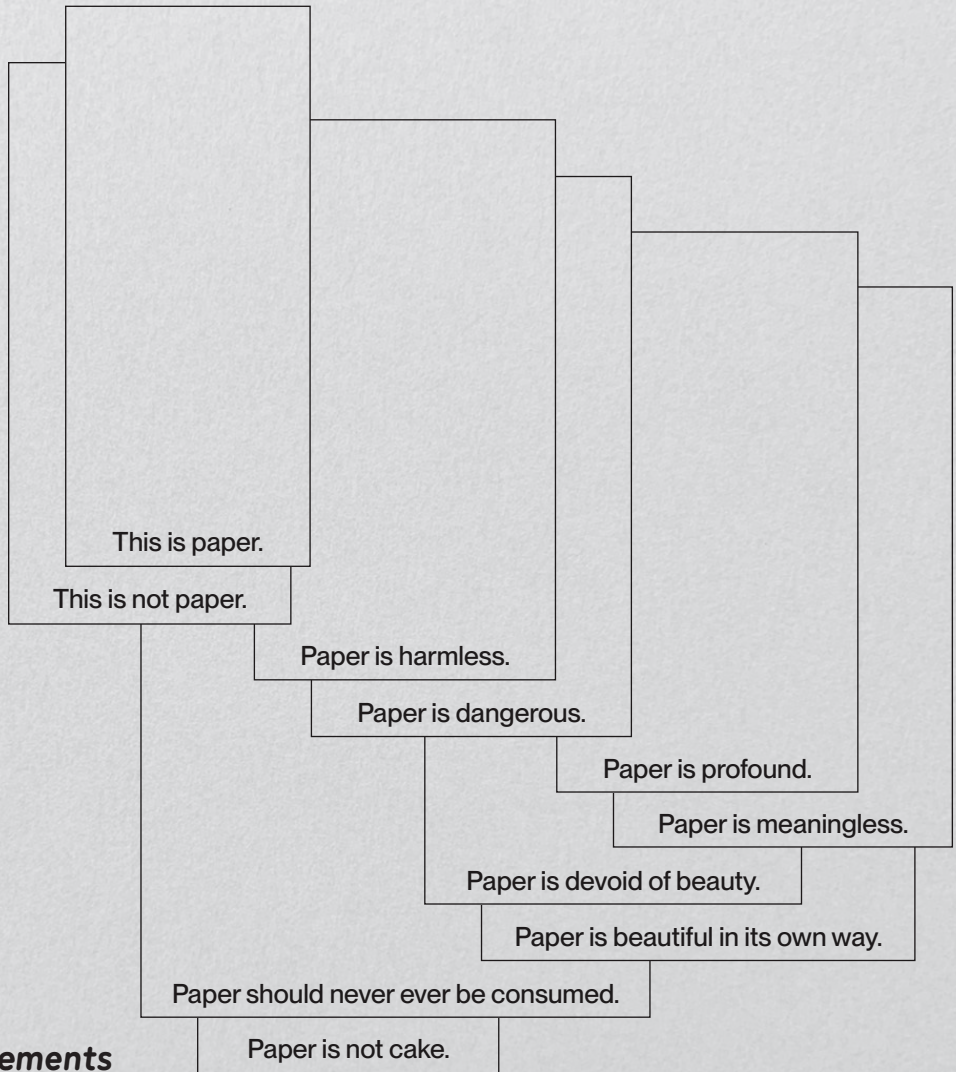 This is paper.
This is not paper.
Paper is harmless.
Paper is dangerous.
Paper is profound.
Paper is meaningless.
Paper is devoid of beauty.
Paper is beautiful in its own way.
Paper should never ever be consumed.
Paper is not cake.
ements